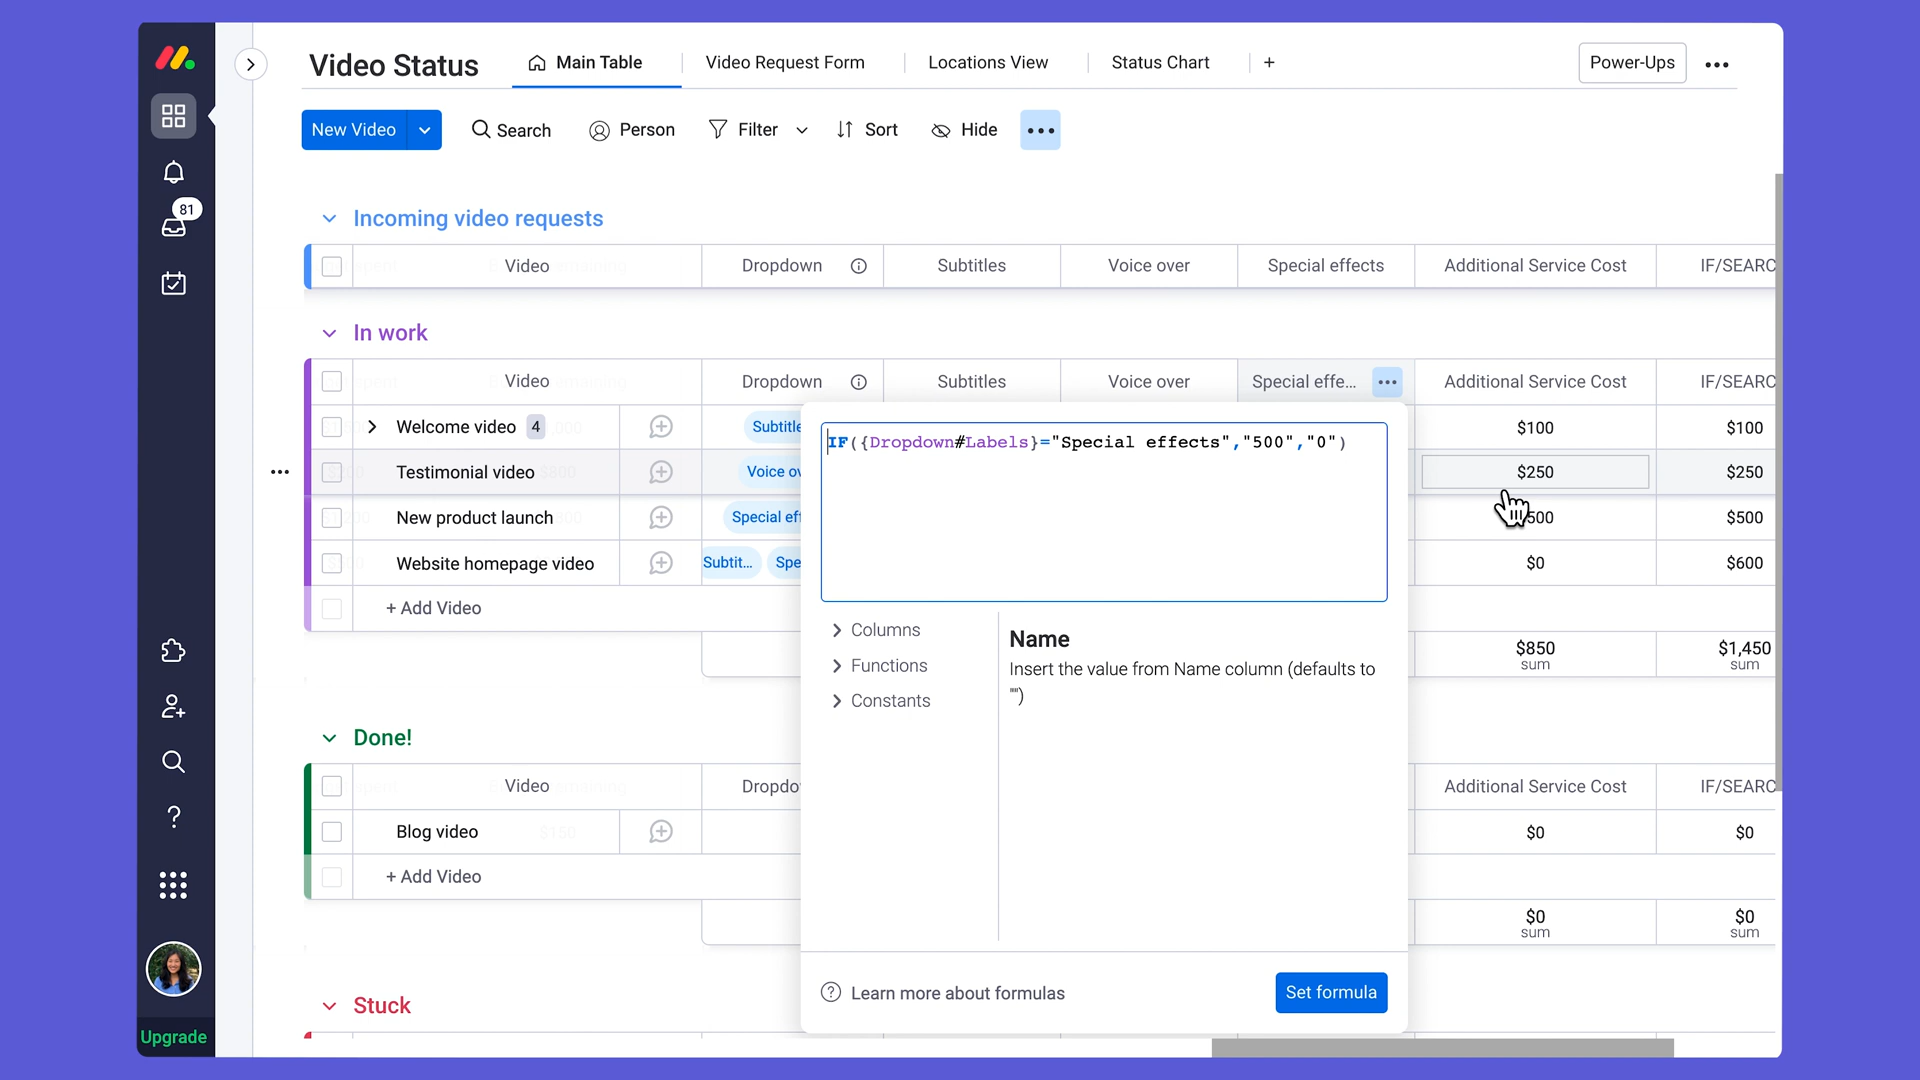 Video Status
Main Table
Video Request Form
Locations View
Status Chart
+
Power-Ups
New Video
Search
Person
Filter
Sort
Hide
81
Incoming video requests
Video
Dropdown
Subtitles
Voice over
Special effects
Additional Service Cost
IF/SEARC
In work
Video
Dropdown
Subtitles
Voice over
Special effe...
Additional Service Cost
IF/SEARC
Welcome video 4
Subtitle
$100
$100
Testimonial video
Voice ov
$250
$250
New product launch
Special eff
500
$500
Website homepage video
Subtit...
Spe
$0
$600
+ Add Video
$850
sum
$1,450
sum
IF({Dropdown#Labels}="Special effects","500","0")
Columns
Functions
Constants
Name
Insert the value from Name column (defaults to
"")
Learn more about formulas
Set formula
Done!
Video
Dropdo
Additional Service Cost
IF/SEARC
Blog video
$0
$0
+ Add Video
$0
sum
$0
sum
Stuck
Upgrade